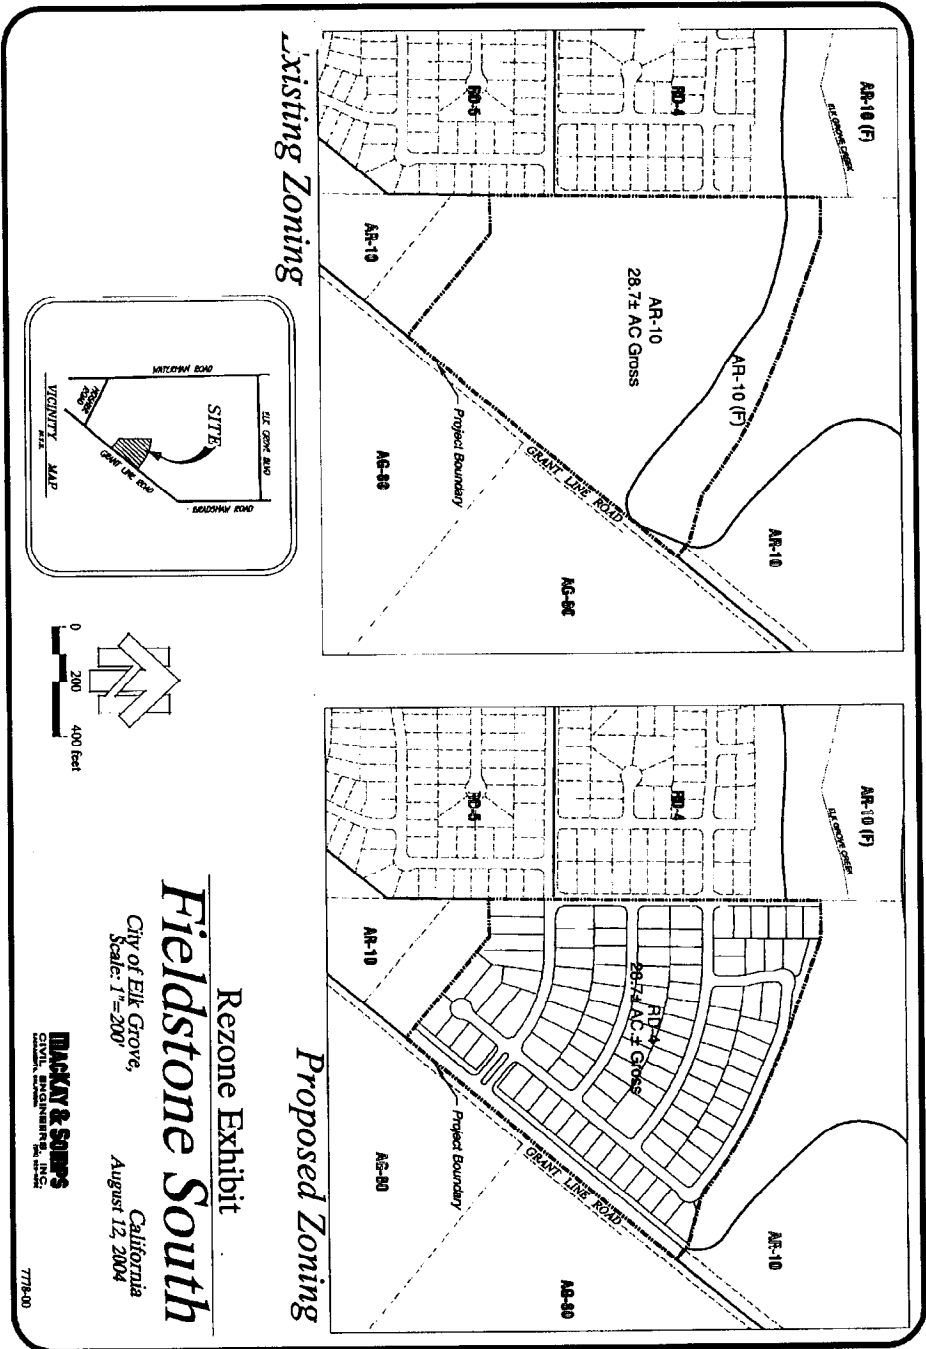 Existing Zoning
AR-10 (F)
ELK GROVE CREEK
RD-4
RD-5
AR-10
28.7± AC Gross
AR-10 (F)
AR-10
AR-10
Project Boundary
GRANT LINE ROAD
AG-80
AG-80
Proposed Zoning
AR-10 (F)
ELK GROVE CREEK
RD-4
RD-5
RD-4
28.7± AC.± Gross
AR-10
AR-10
Project Boundary
GRANT LINE ROAD
AG-80
AG-80
ELK GROVE BLVD
WATERMAN ROAD
SITE
MOSHER
ROAD
GRANT LINE ROAD
BRADSHAW ROAD
VICINITY MAP
N.T.S.
0 200 400 feet
Rezone Exhibit
Fieldstone South
City of Elk Grove, California
Scale: 1"=200' August 12, 2004
MACKAY & SOMPS
CIVIL ENGINEERS, INC.
7778-00